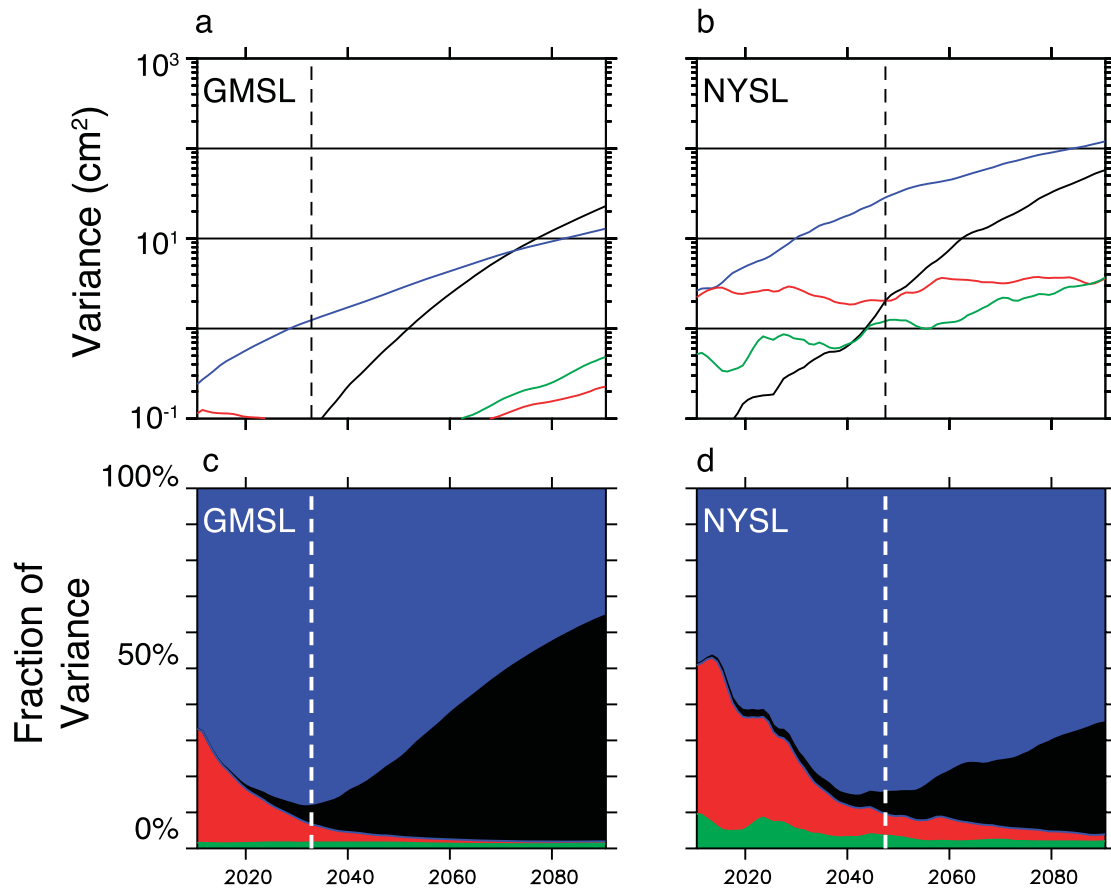 a
b
10³
GMSL
NYSL
Variance (cm²)
10¹
10⁻¹
c
d
100%
GMSL
NYSL
Fraction of
Variance
50%
0%
2020 2040 2060 2080
2020 2040 2060 2080